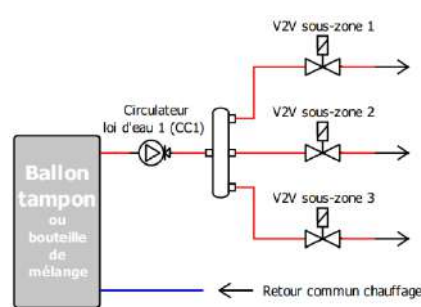 V2V sous-zone 1
Circulateur
loi d'eau 1 (CC1)
V2V sous-zone 2
Ballon
tampon
ou
bouteille
de
mélange
V2V sous-zone 3
Retour commun chauffage